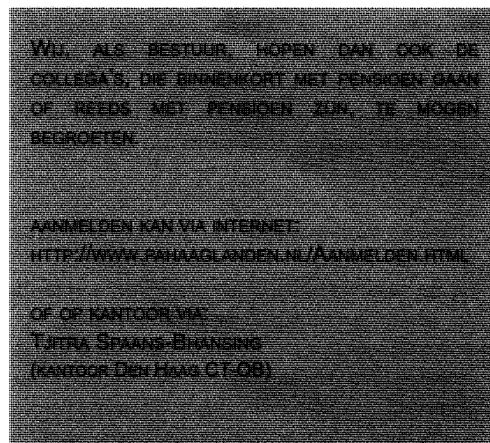 Wij, als bestuur, hopen dan ook de
collega's, die binnenkort met pensioen gaan
of reeds met pensioen zijn, te mogen
begroeten.
aanmelden kan via internet:
http://www.pahaaglanden.nl/Aanmelden.html
of op kantoor via:
Tjitra Spaans-Bhansing
(kantoor Den Haag CT-OB)